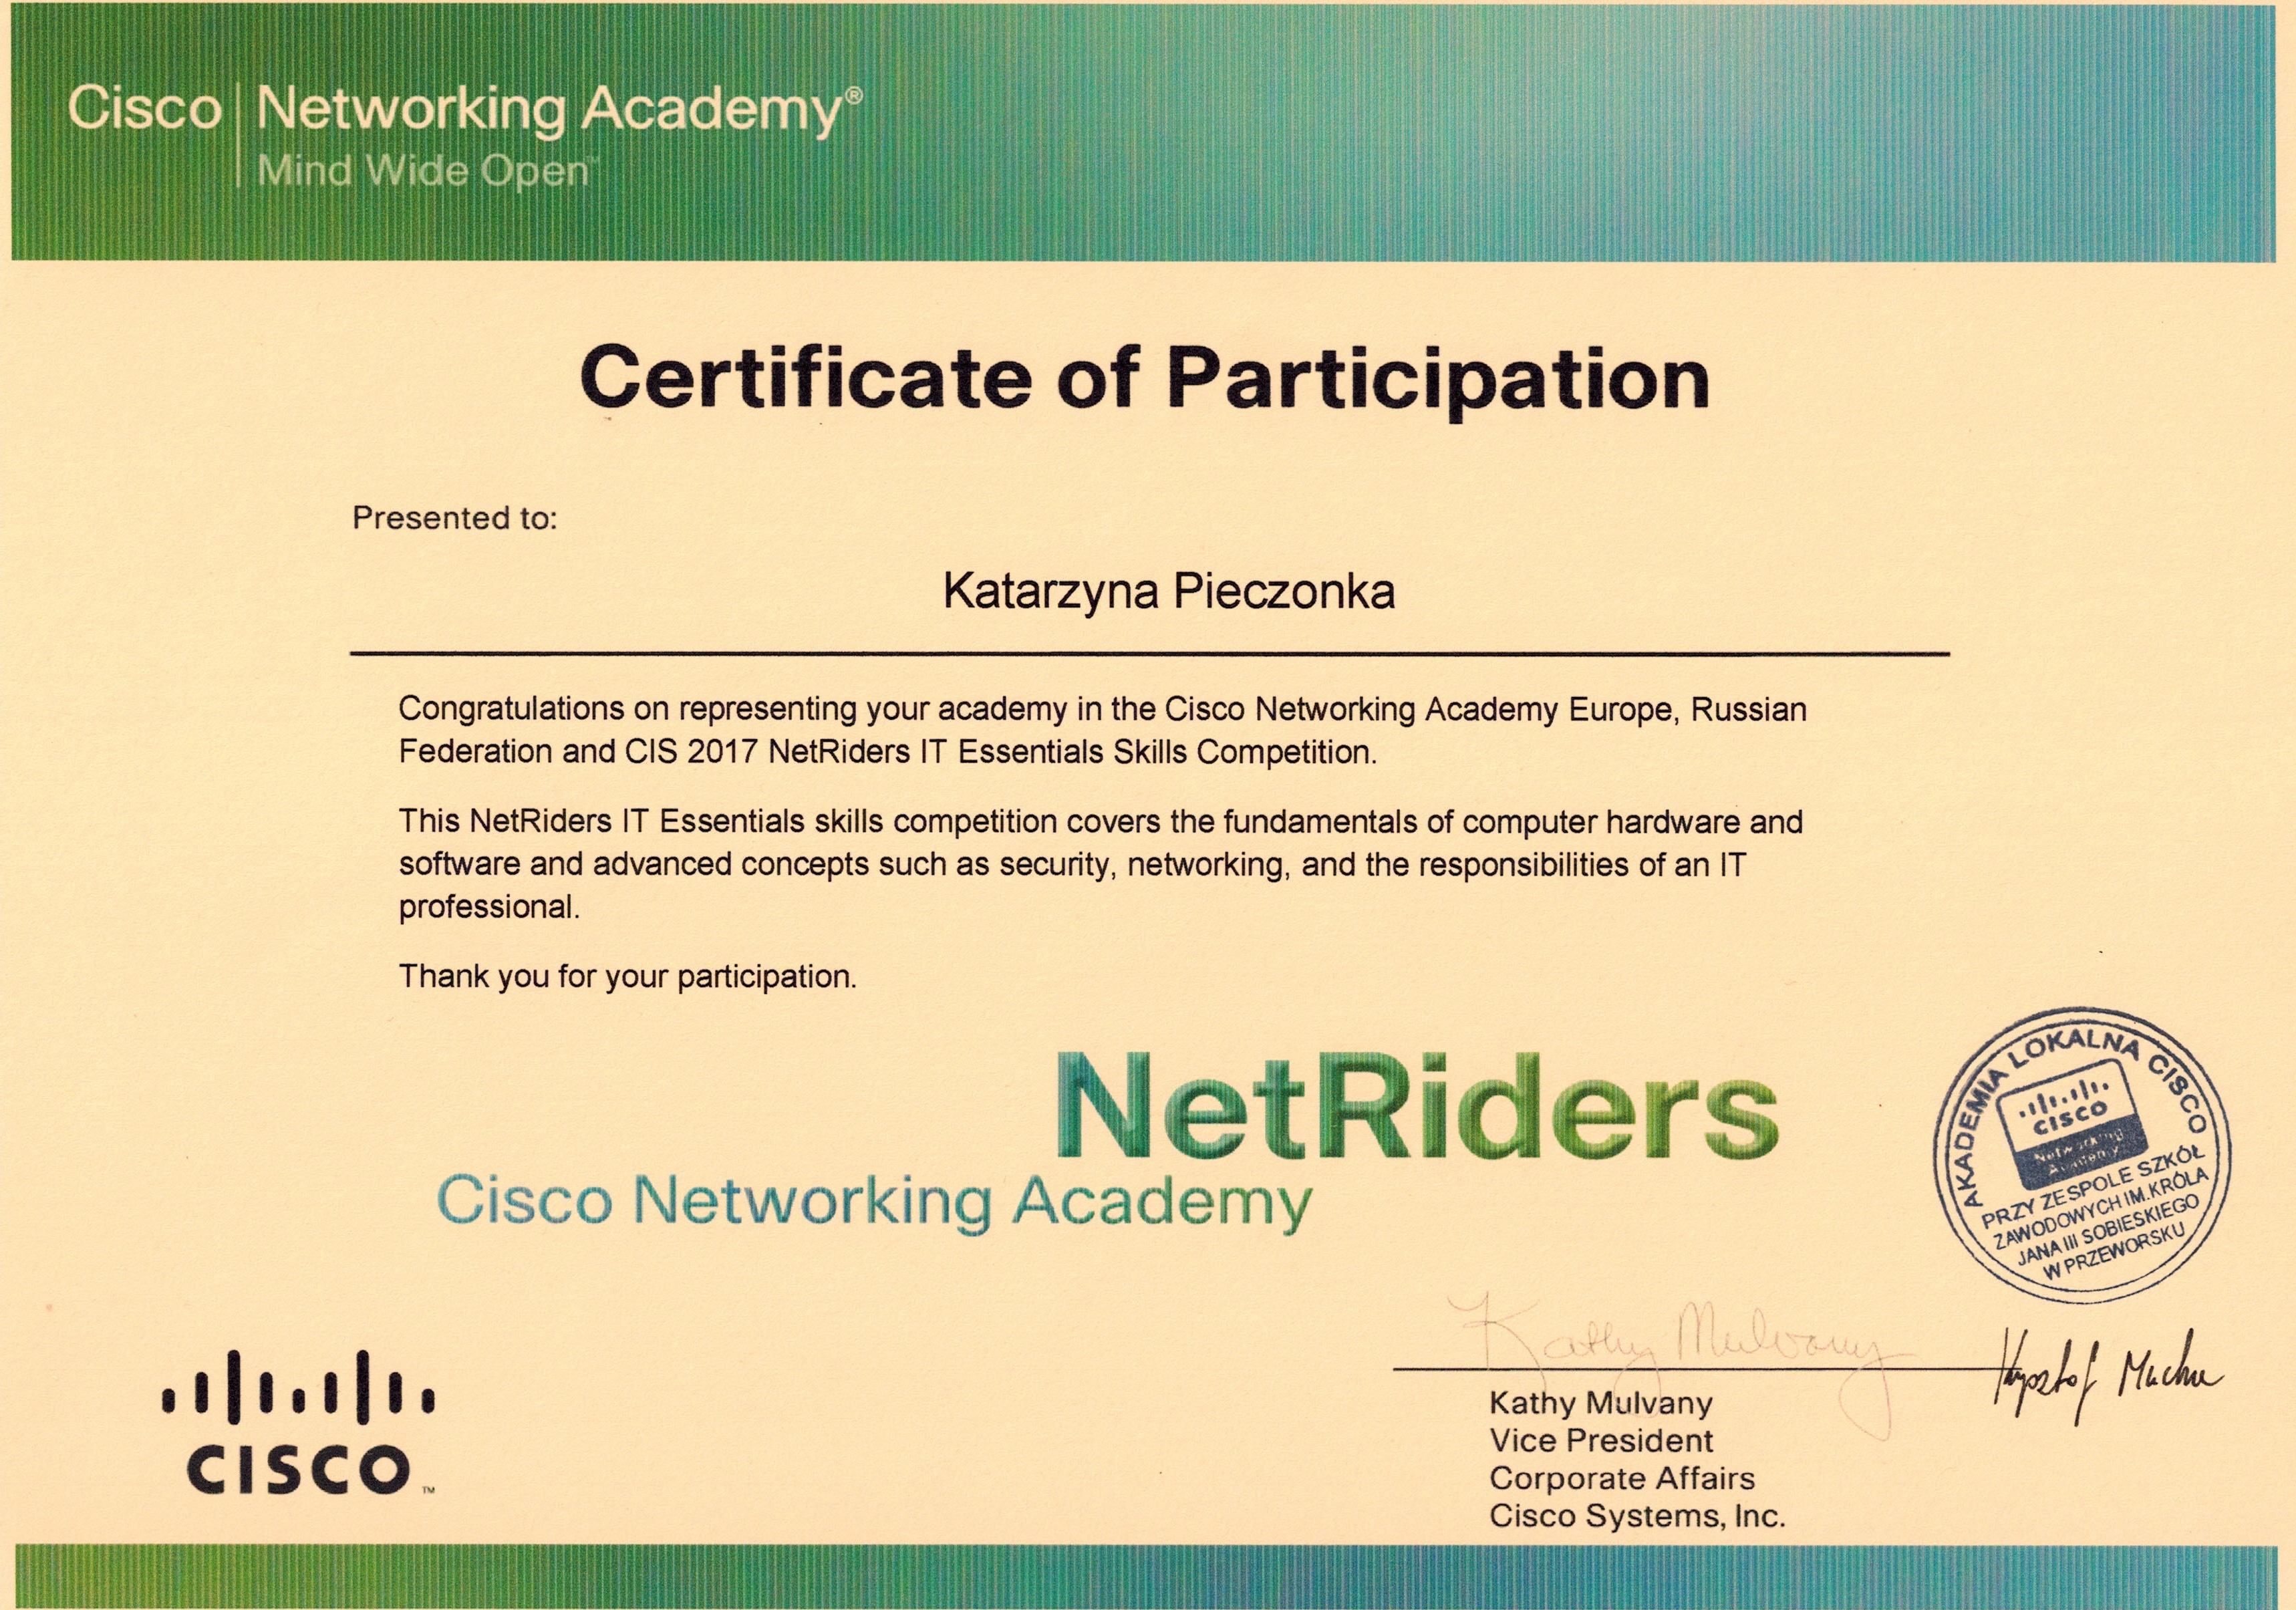 Cisco | Networking Academy®
Mind Wide Open™
Certificate of Participation
Presented to:
Katarzyna Pieczonka
Congratulations on representing your academy in the Cisco Networking Academy Europe, Russian
Federation and CIS 2017 NetRiders IT Essentials Skills Competition.
This NetRiders IT Essentials skills competition covers the fundamentals of computer hardware and
software and advanced concepts such as security, networking, and the responsibilities of an IT
professional.
Thank you for your participation.
NetRiders
Cisco Networking Academy
AKADEMIA LOKALNA CISCO
CISCO
Networking
Academy
PRZY ZESPOLE SZKÓŁ
ZAWODOWYCH IM.KRÓLA
JANA III SOBIESKIEGO
W PRZEWORSKU
Kathy Mulvany
Kathy Mulvany
Vice President
Corporate Affairs
Cisco Systems, Inc.
CISCO™